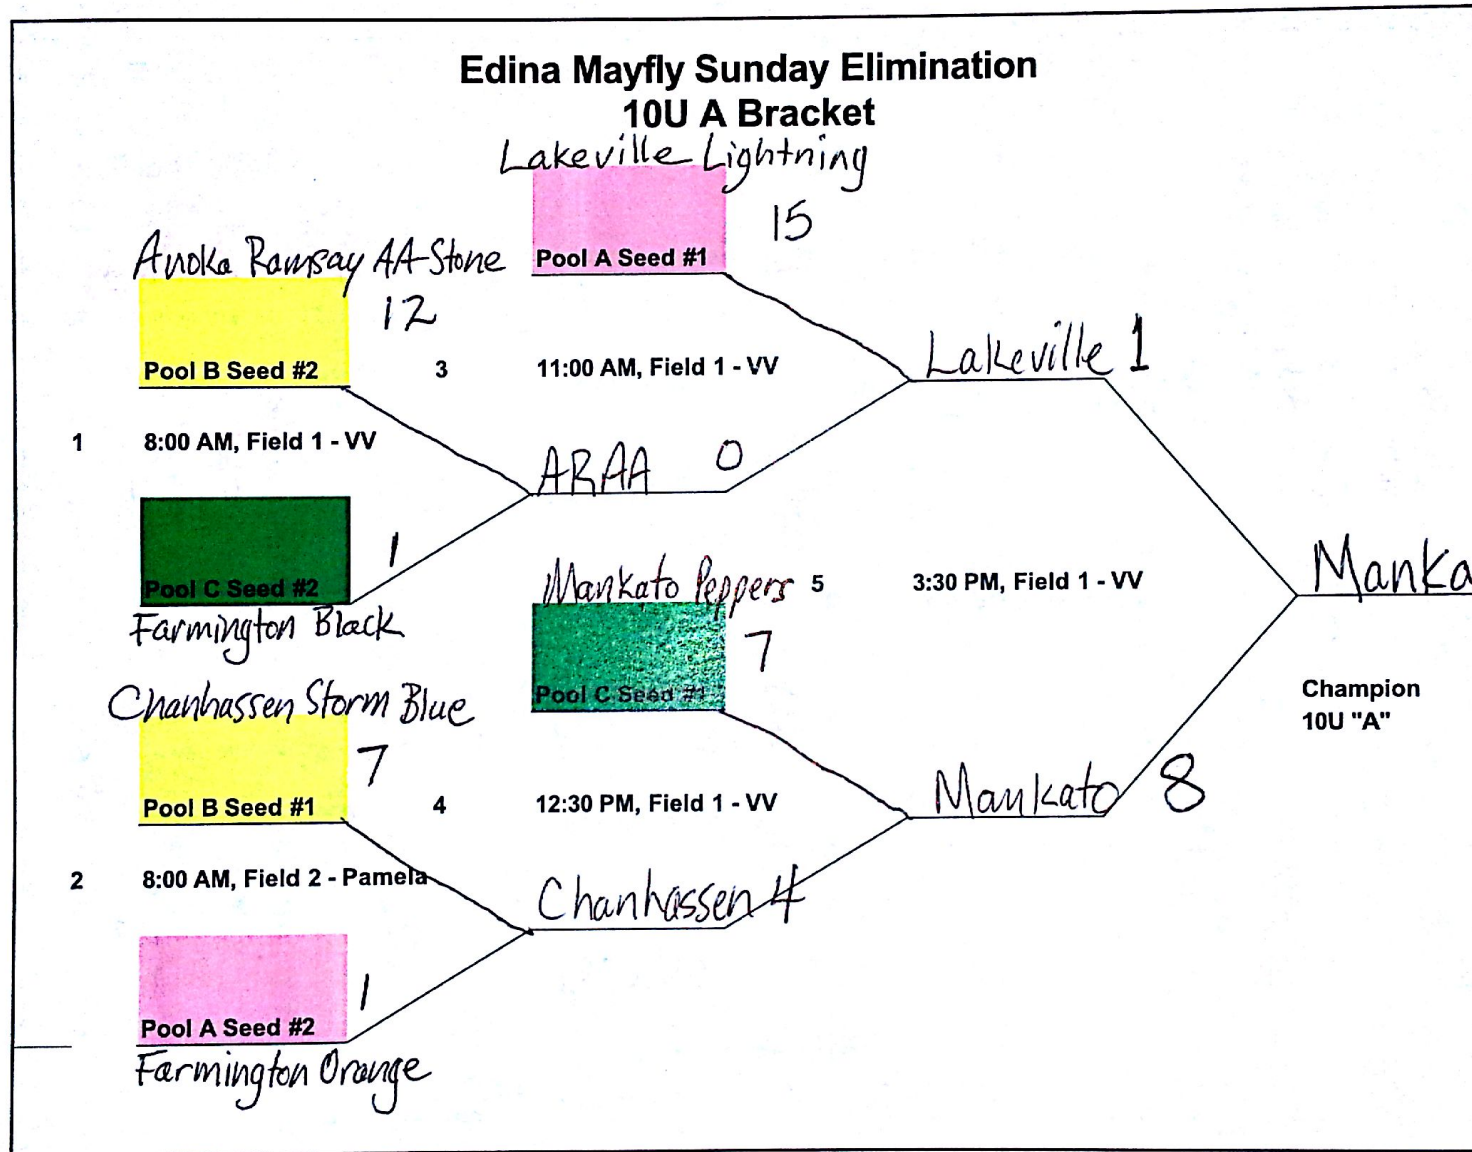 Edina Mayfly Sunday Elimination
10U A Bracket
Lakeville Lightning
15
Pool A Seed #1
Anoka Ramsay AA-Stone
12
Pool B Seed #2
3
11:00 AM, Field 1 - VV
Lakeville 1
1
8:00 AM, Field 1 - VV
ARAA 0
1
Pool C Seed #2
Farmington Black
Mankato Peppers
7
Pool C Seed #1
5
3:30 PM, Field 1 - VV
Manka
Champion
10U "A"
Chanhassen Storm Blue
7
Pool B Seed #1
4
12:30 PM, Field 1 - VV
Mankato 8
2
8:00 AM, Field 2 - Pamela
Chanhassen 4
1
Pool A Seed #2
Farmington Orange